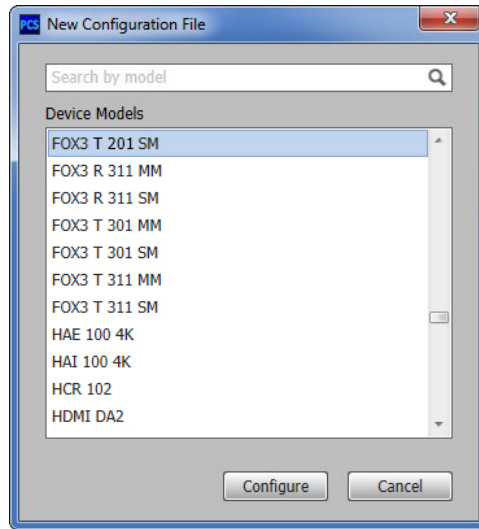 PCS New Configuration File
Search by model
Device Models
FOX3 T 201 SM
FOX3 R 311 MM
FOX3 R 311 SM
FOX3 T 301 MM
FOX3 T 301 SM
FOX3 T 311 MM
FOX3 T 311 SM
HAE 100 4K
HAI 100 4K
HCR 102
HDMI DA2
Configure Cancel